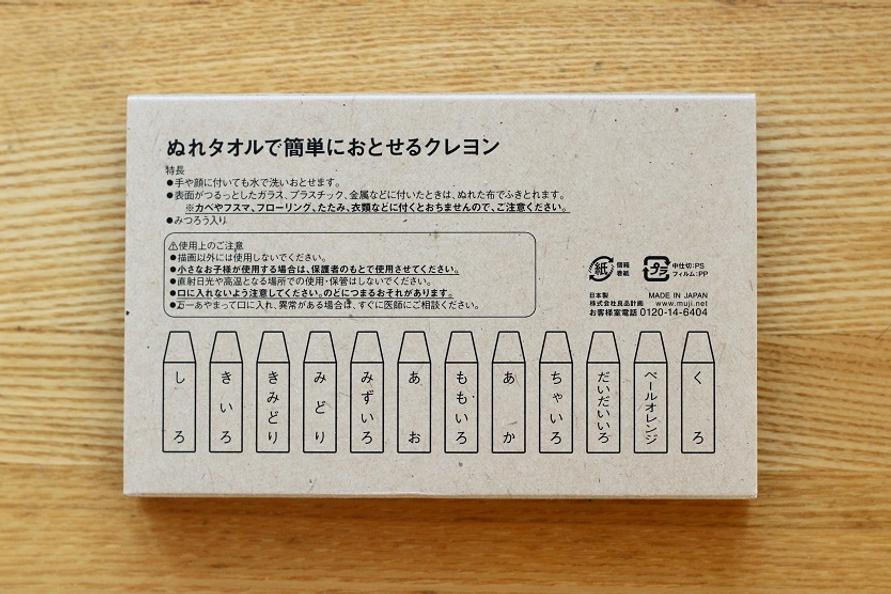 ぬれタオルで簡単におとせるクレヨン
特長
●手や顔に付いても水で洗いおとせます。
●表面がつるっとしたガラス、プラスチック、金属などに付いたときは、ぬれた布でふきとれます。
※カベやフスマ、フローリング、たたみ、衣類などに付くとおちませんので、ご注意ください。
●みつろう入り
⚠使用上のご注意
●描画以外には使用しないでください。
●小さなお子様が使用する場合は、保護者のもとで使用させてください。
●直射日光や高温となる場所での使用・保管はしないでください。
●口に入れないよう注意してください。のどにつまるおそれがあります。
●万一あやまって口に入れ、異常がある場合は、すぐに医師にご相談ください。
紙
個箱
巻紙
プラ
中仕切:PS
フィルム:PP
日本製 MADE IN JAPAN
株式会社良品計画 www.muji.net
お客様室電話 0120-14-6404
しろ
きいろ
きみどり
みどり
みずいろ
あお
ももいろ
あか
ちゃいろ
だいだいいろ
ペールオレンジ
くろ